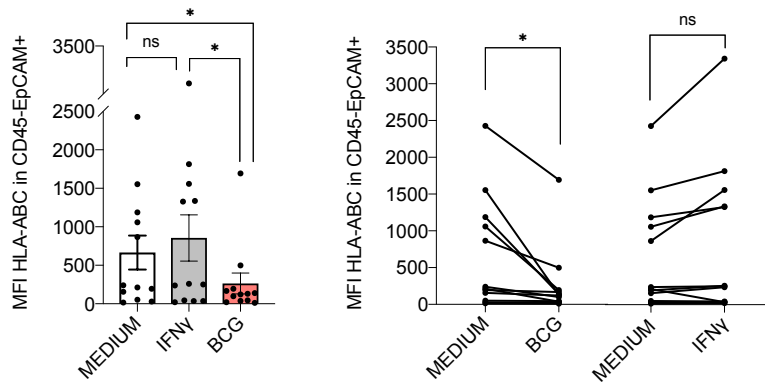 *
ns
*
MFI HLA-ABC in CD45-EpCAM+
3500
2500
2000
1500
1000
500
0
MEDIUM
IFNγ
BCG
*
ns
MFI HLA-ABC in CD45-EpCAM+
3500
3000
2500
2000
1500
1000
500
0
MEDIUM
BCG
MEDIUM
IFNγ